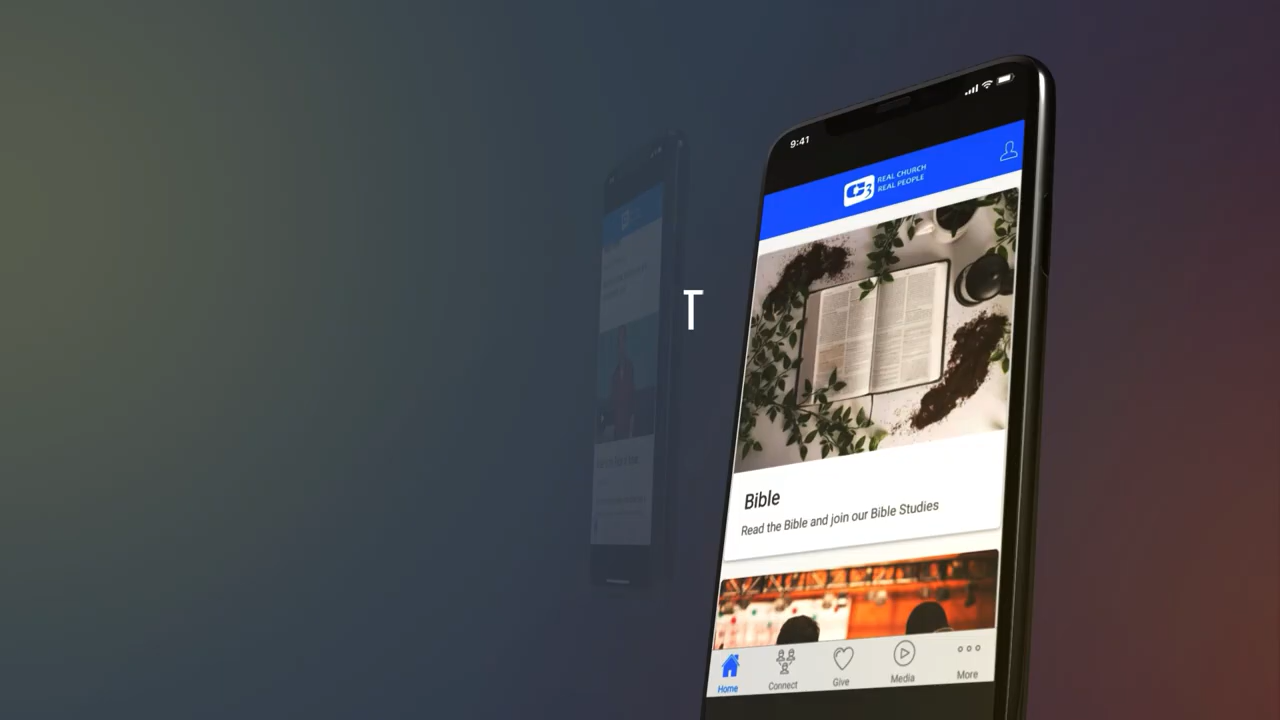 T
9:41
C3
REAL CHURCH
REAL PEOPLE
Bible
Read the Bible and join our Bible Studies
Home
Connect
Give
Media
More